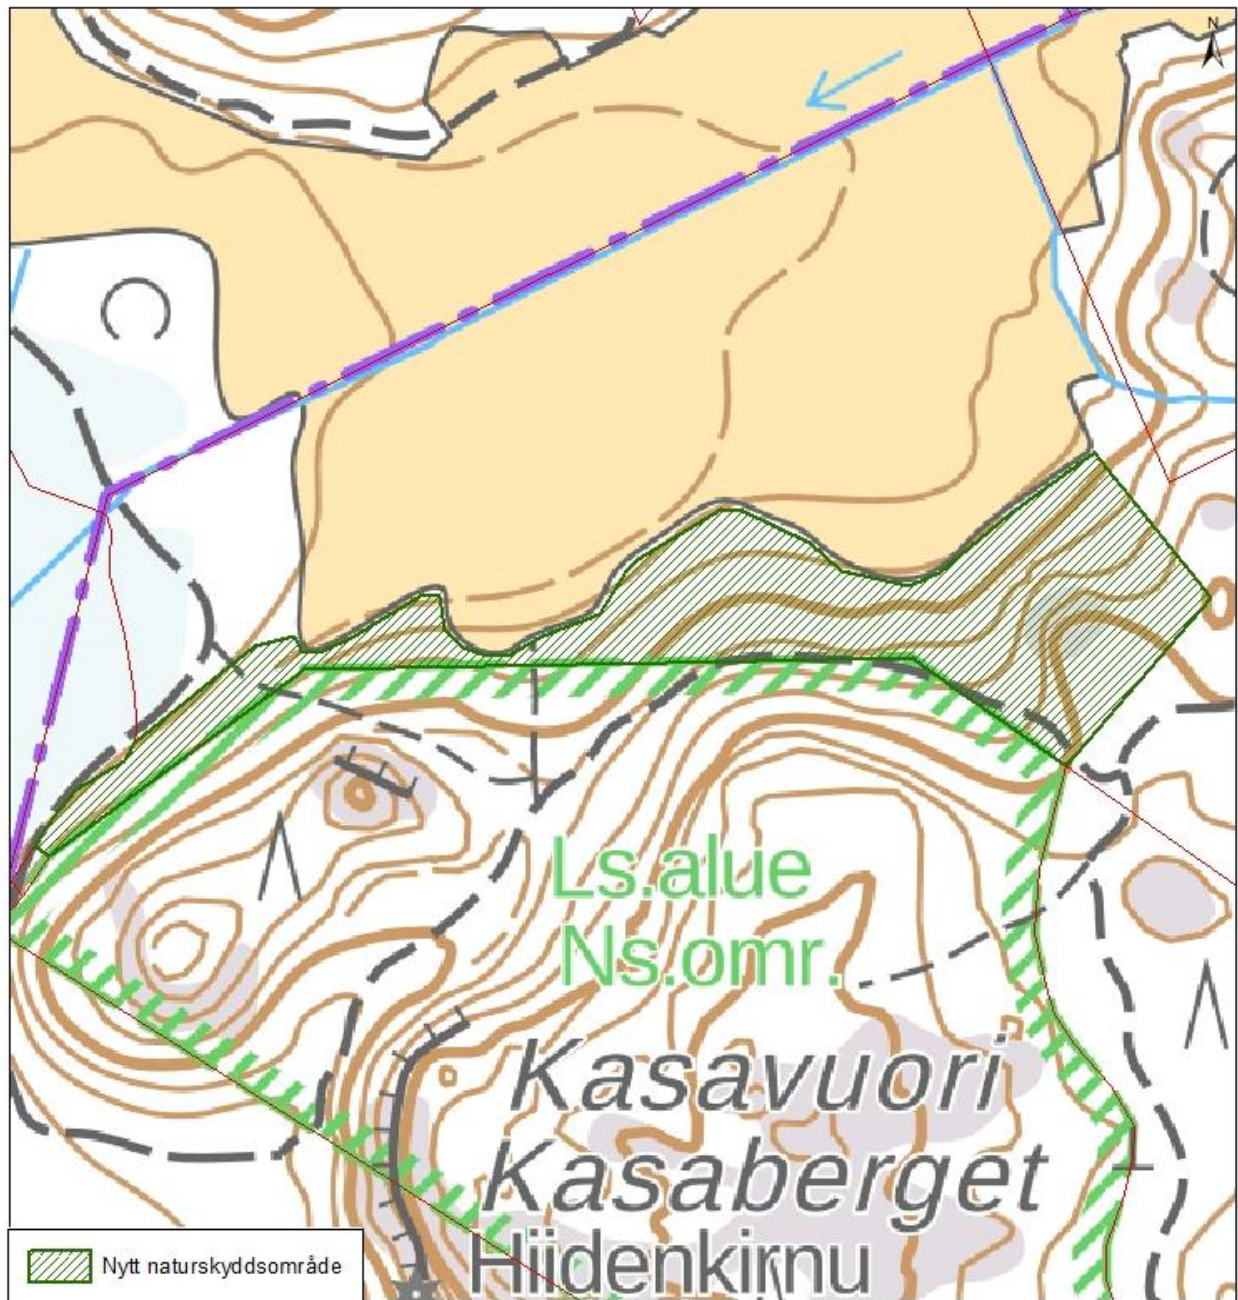 N
Ls.alue
Ns.omr.
Kasavuori
Kasaberget
Hiidenkirnu
Nytt naturskyddsområde